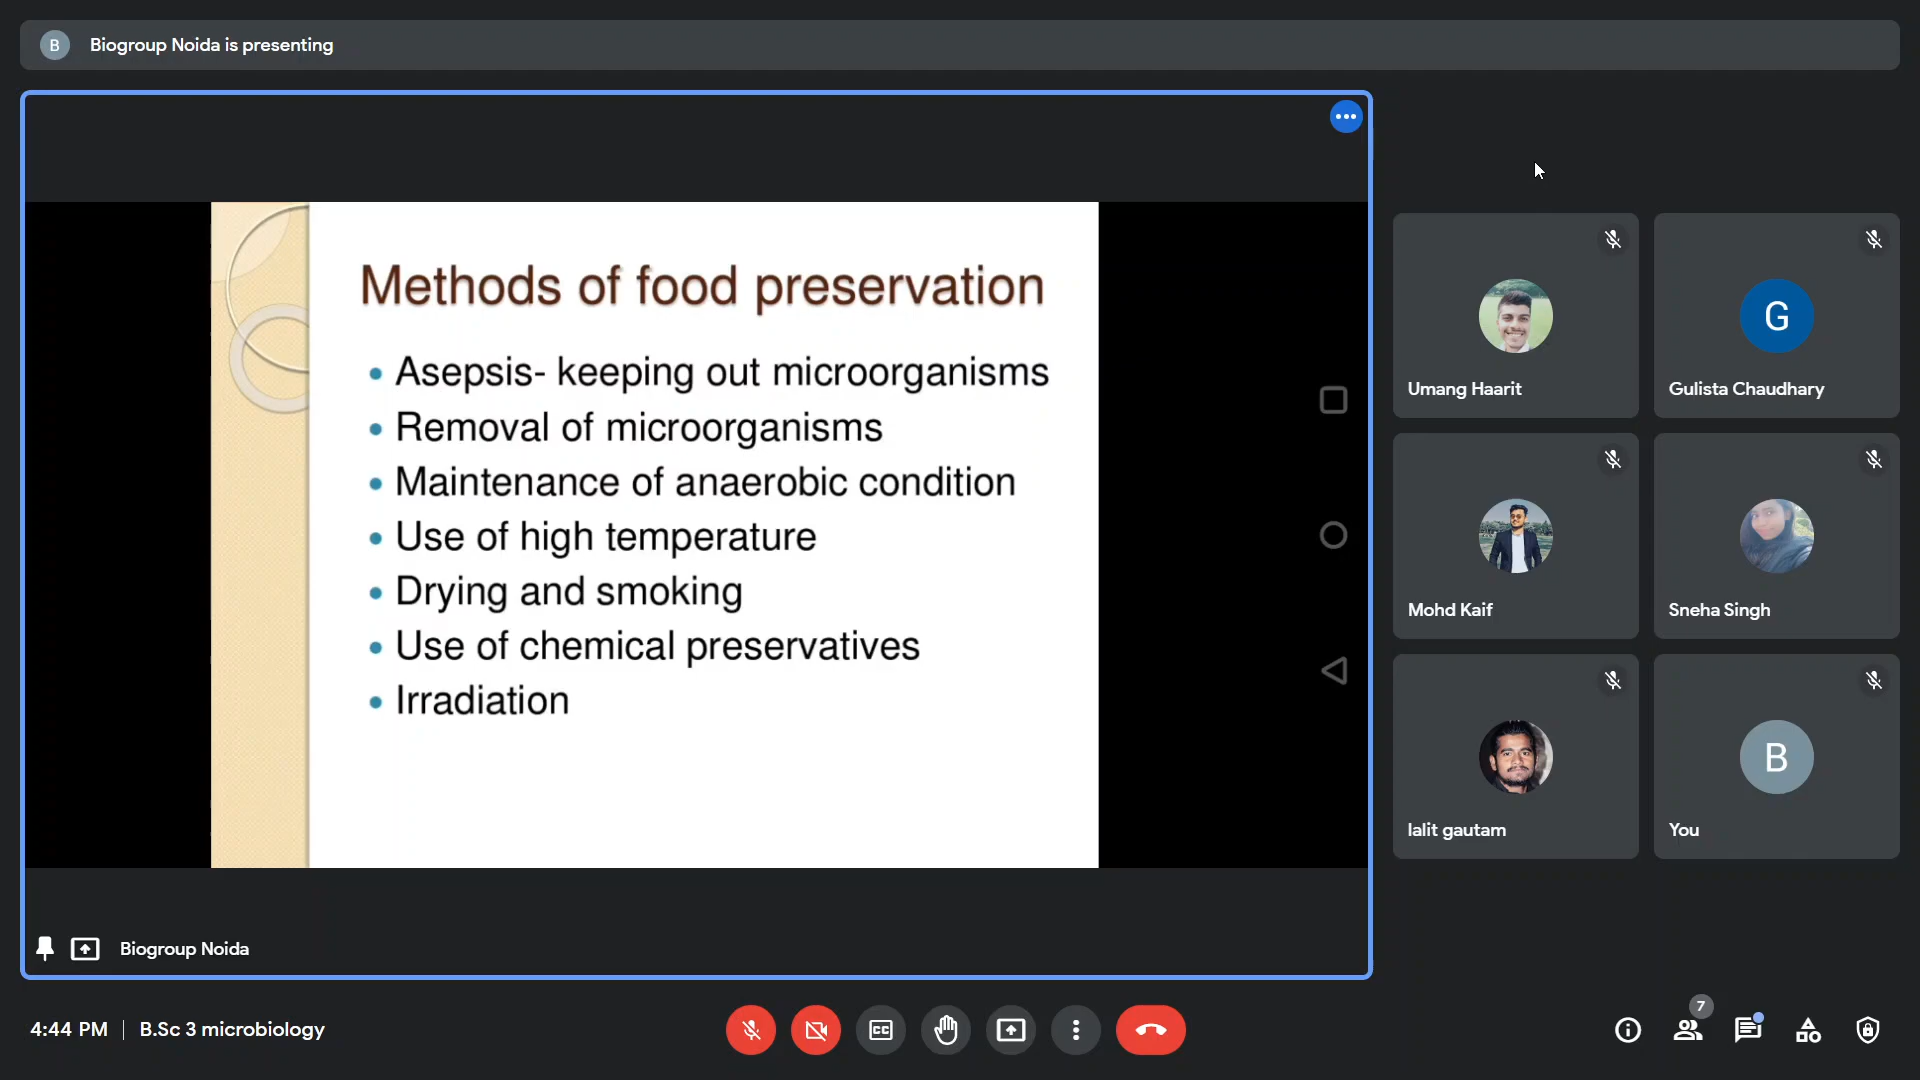 B
Biogroup Noida is presenting
Methods of food preservation
• Asepsis- keeping out microorganisms
• Removal of microorganisms
• Maintenance of anaerobic condition
• Use of high temperature
• Drying and smoking
• Use of chemical preservatives
• Irradiation
Biogroup Noida
Umang Haarit
G
Gulista Chaudhary
Mohd Kaif
Sneha Singh
lalit gautam
B
You
4:44 PM | B.Sc 3 microbiology
CC
7